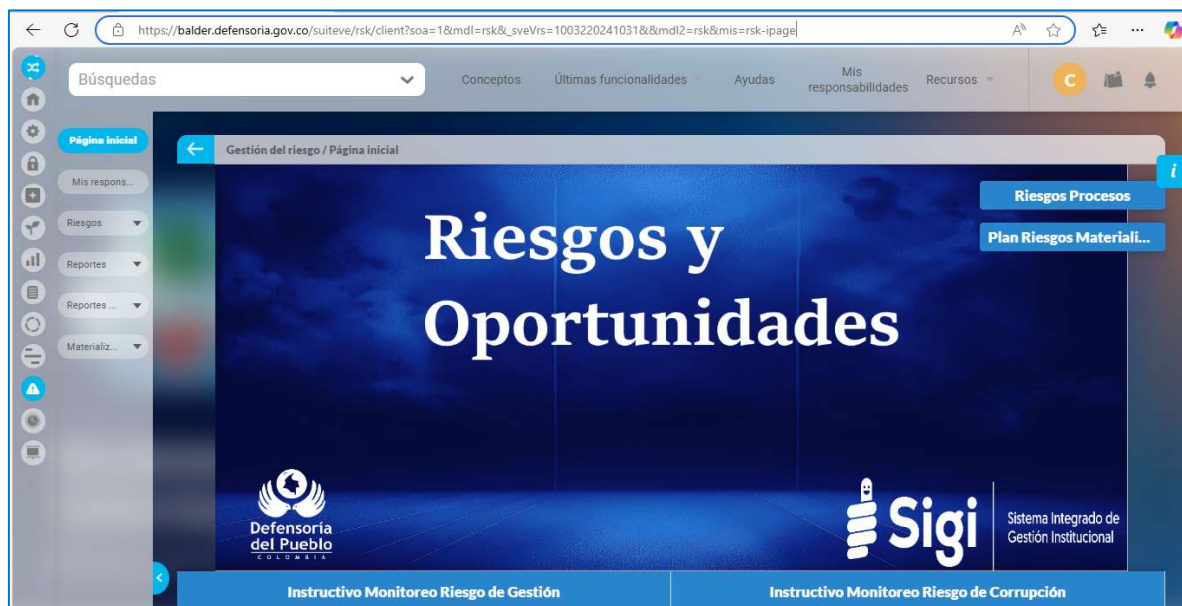 https://balder.defensoria.gov.co/suiteve/rsk/client?soa=1&mdl=rsk&_sveVrs=1003220241031&&mdl2=rsk&mis=rsk-ipage
Búsquedas
Conceptos
Últimas funcionalidades
Ayudas
Mis
responsabilidades
Recursos
C
Página inicial
Mis respons...
Riesgos
Reportes
Reportes ...
Materializ...
Gestión del riesgo / Página inicial
i
Riesgos Procesos
Plan Riesgos Materiali...
Riesgos y
Oportunidades
Defensoría
del Pueblo
COLOMBIA
Sigi
Sistema Integrado de
Gestión Institucional
Instructivo Monitoreo Riesgo de Gestión
Instructivo Monitoreo Riesgo de Corrupción